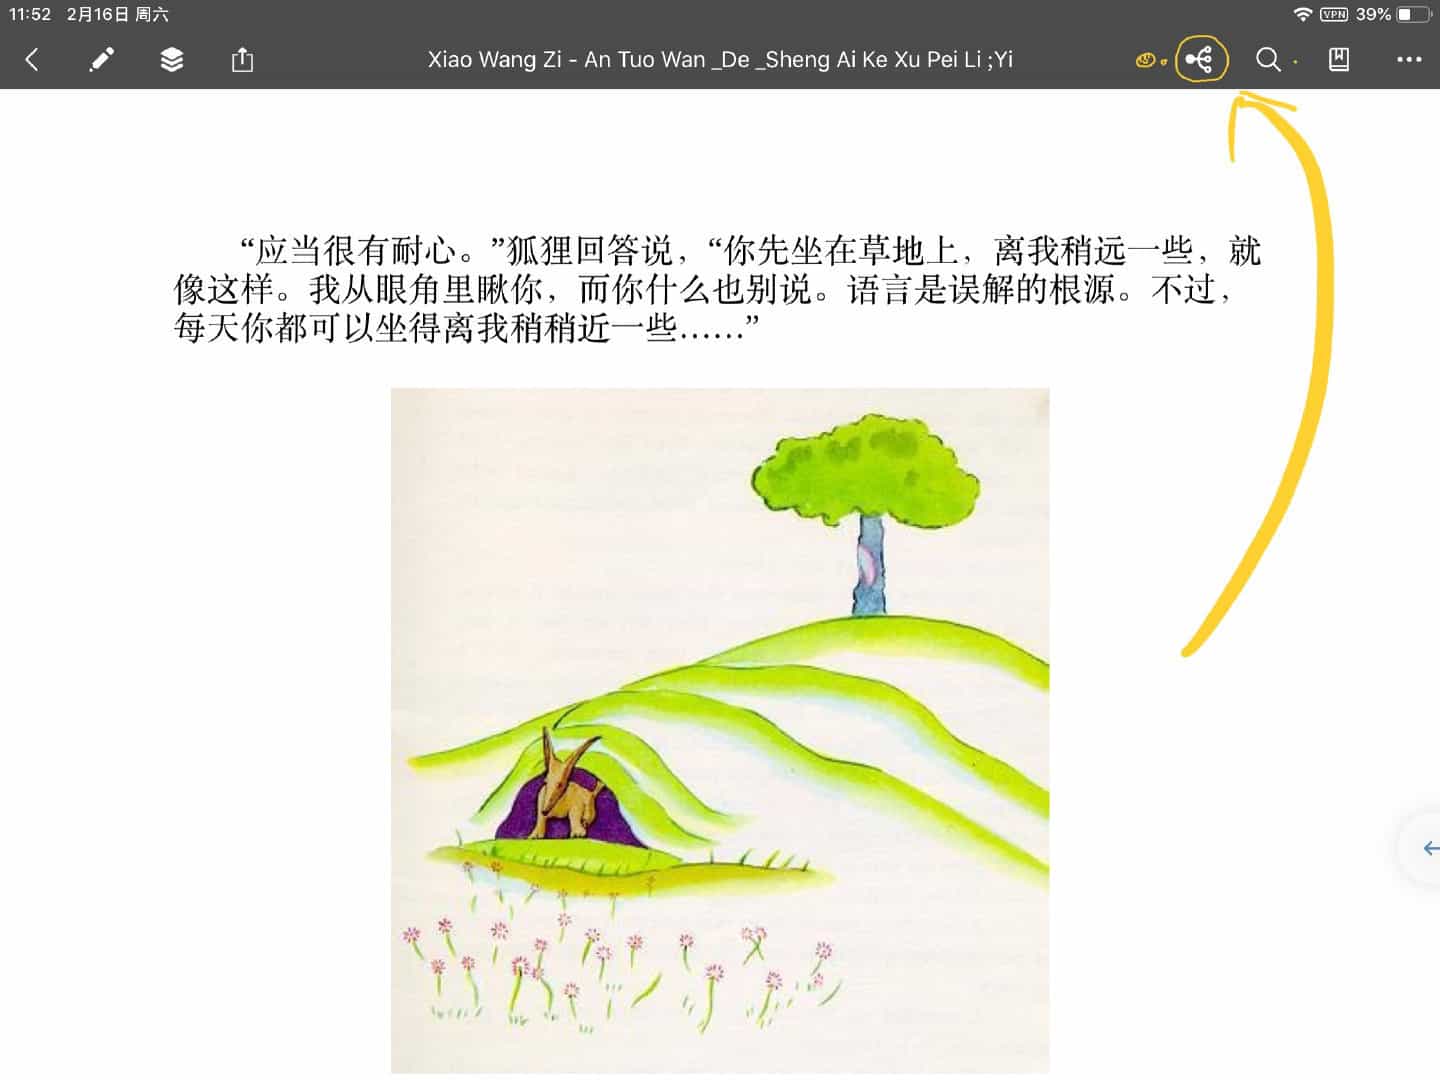 11:52 2月16日 周六
VPN 39%
Xiao Wang Zi - An Tuo Wan _De _Sheng Ai Ke Xu Pei Li ;Yi
“应当很有耐心。”狐狸回答说，“你先坐在草地上，离我稍远一些，就
像这样。我从眼角里瞅你，而你什么也别说。语言是误解的根源。不过，
每天你都可以坐得离我稍稍近一些……”